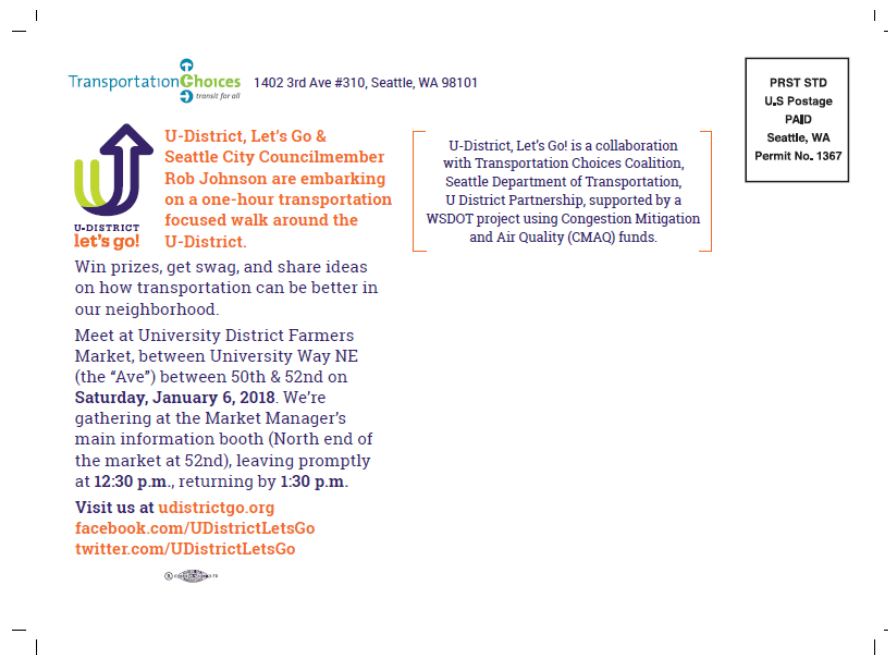 TransportationChoices
transit for all
1402 3rd Ave #310, Seattle, WA 98101
PRST STD
U.S Postage
PAID
Seattle, WA
Permit No. 1367
U-DISTRICT
let's go!
U-District, Let's Go &
Seattle City Councilmember
Rob Johnson are embarking
on a one-hour transportation
focused walk around the
U-District.
U-District, Let's Go! is a collaboration
with Transportation Choices Coalition,
Seattle Department of Transportation,
U District Partnership, supported by a
WSDOT project using Congestion Mitigation
and Air Quality (CMAQ) funds.
Win prizes, get swag, and share ideas
on how transportation can be better in
our neighborhood.
Meet at University District Farmers
Market, between University Way NE
(the “Ave”) between 50th & 52nd on
Saturday, January 6, 2018. We’re
gathering at the Market Manager’s
main information booth (North end of
the market at 52nd), leaving promptly
at 12:30 p.m., returning by 1:30 p.m.
Visit us at udistrictgo.org
facebook.com/UDistrictLetsGo
twitter.com/UDistrictLetsGo